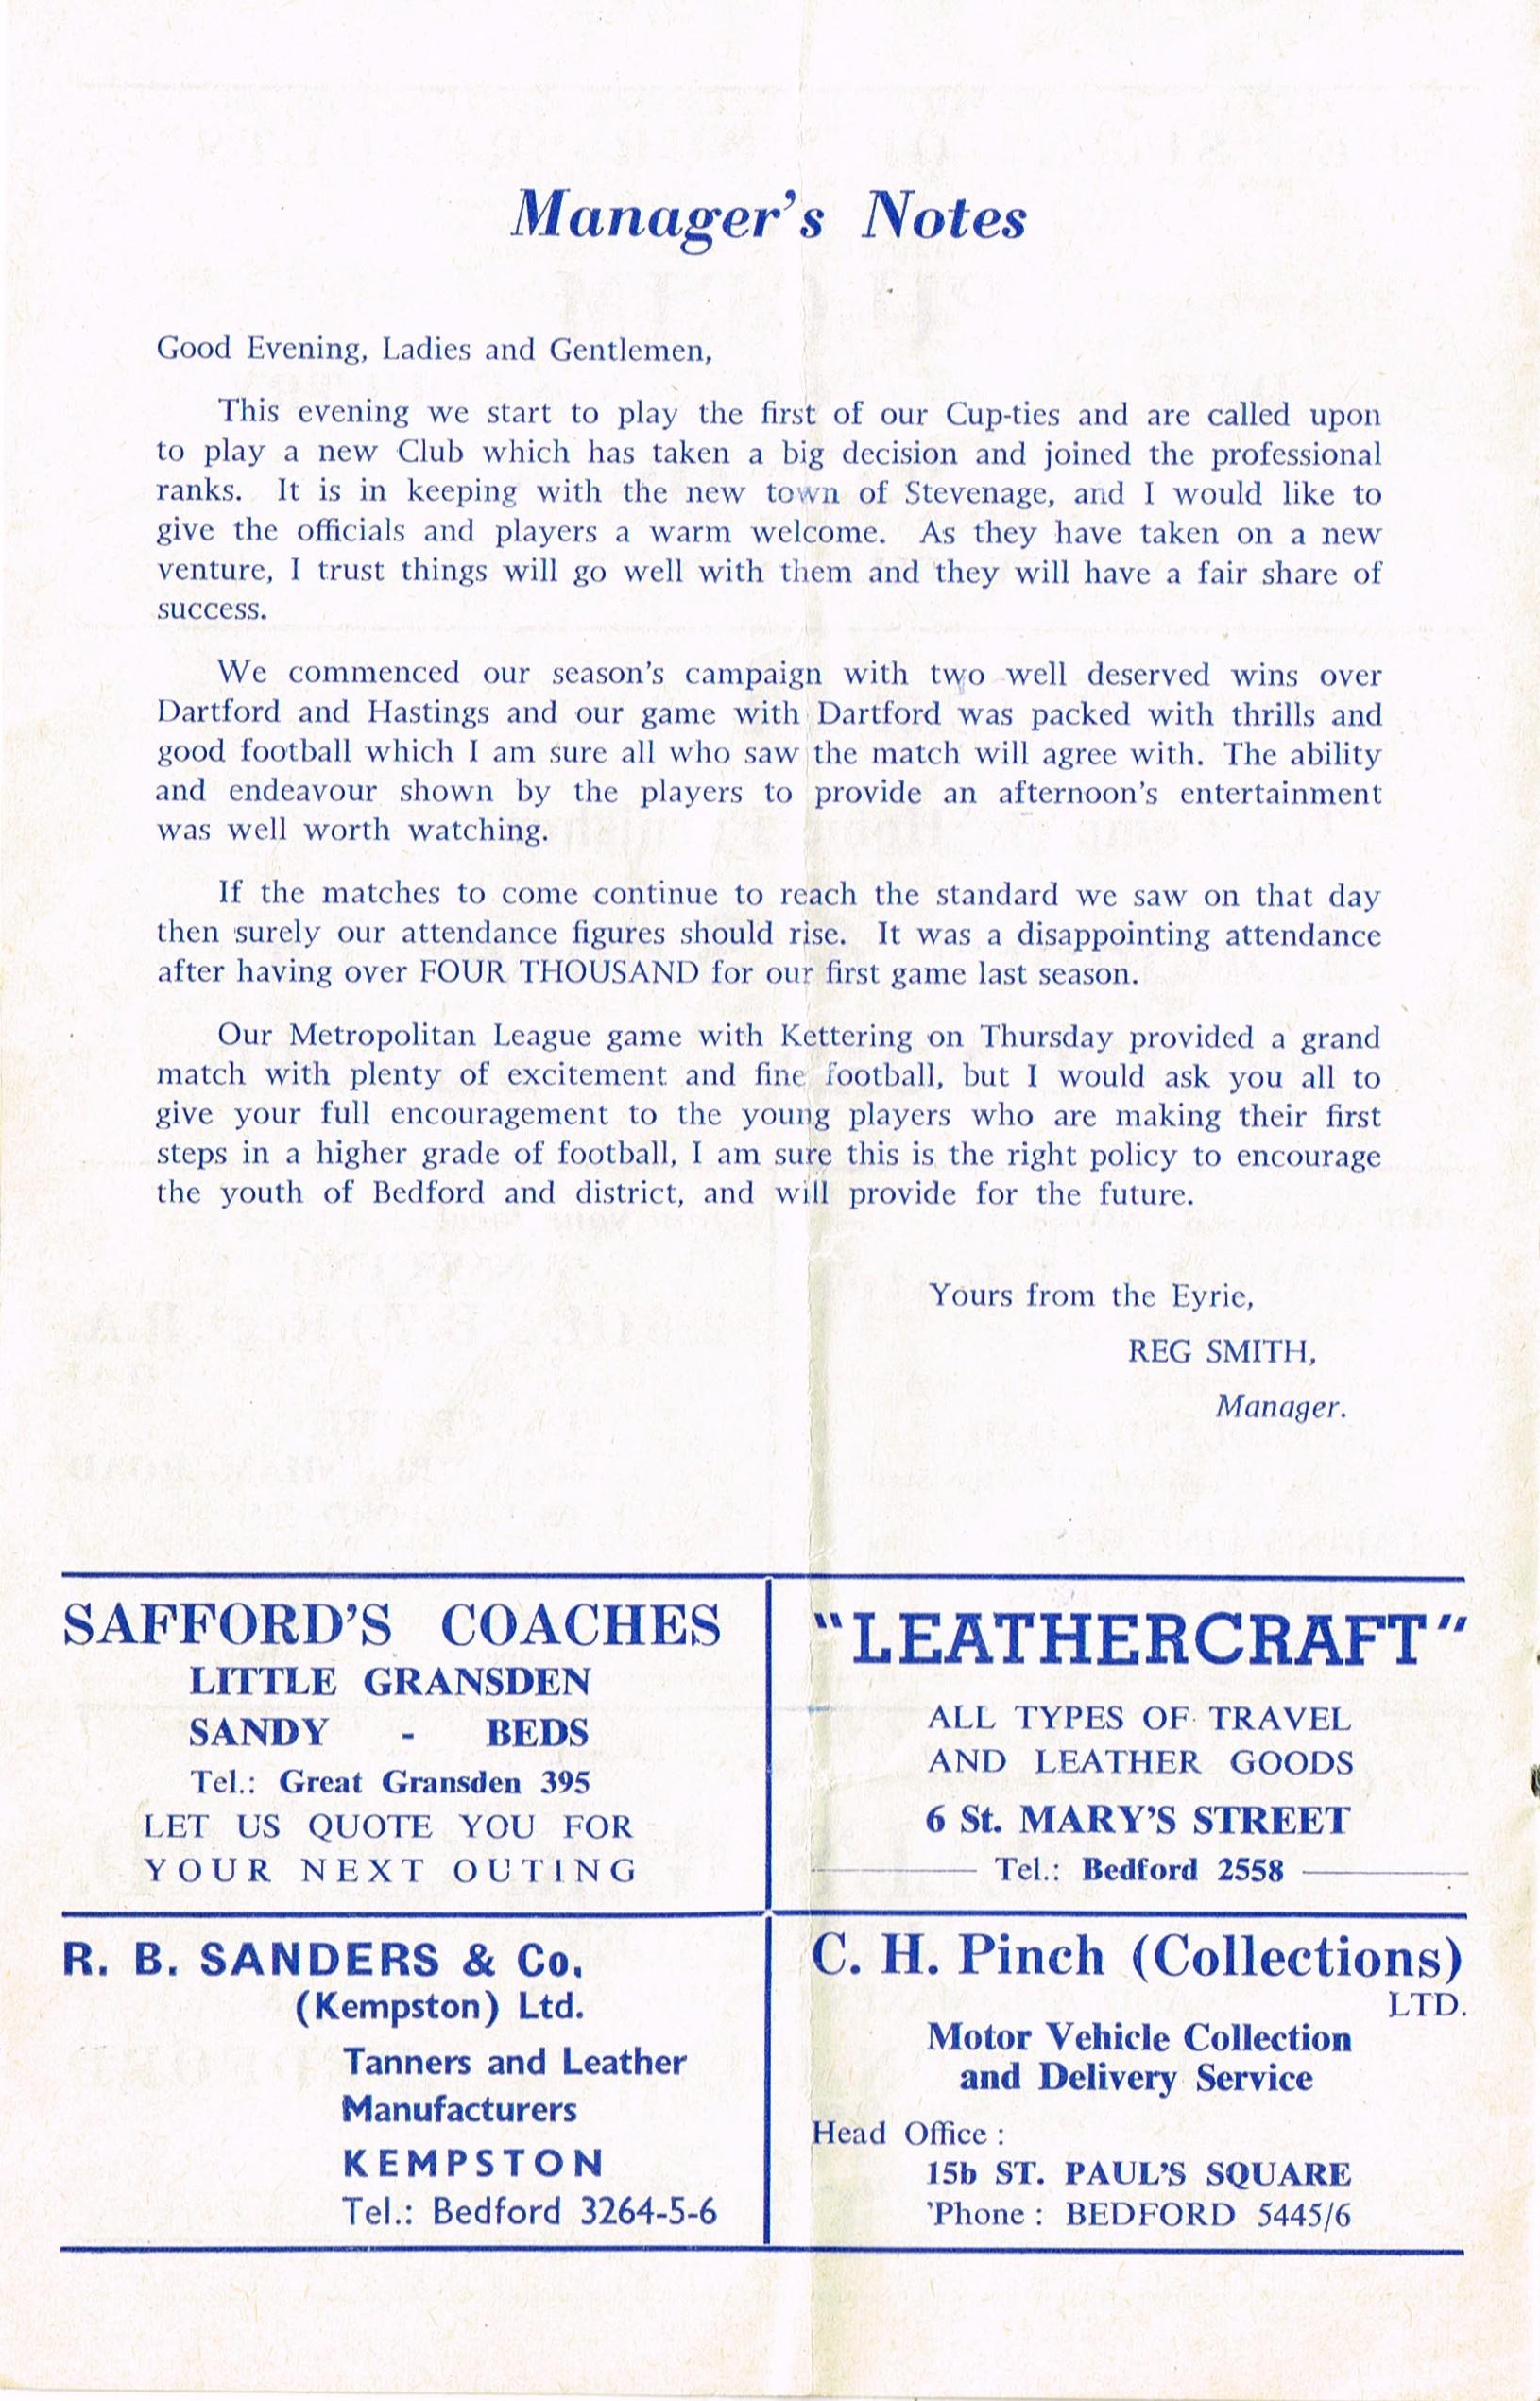 Manager's Notes
Good Evening, Ladies and Gentlemen,
This evening we start to play the first of our Cup-ties and are called upon
to play a new Club which has taken a big decision and joined the professional
ranks. It is in keeping with the new town of Stevenage, and I would like to
give the officials and players a warm welcome. As they have taken on a new
venture, I trust things will go well with them and they will have a fair share of
success.
We commenced our season's campaign with two well deserved wins over
Dartford and Hastings and our game with Dartford was packed with thrills and
good football which I am sure all who saw the match will agree with. The ability
and endeavour shown by the players to provide an afternoon's entertainment
was well worth watching.
If the matches to come continue to reach the standard we saw on that day
then surely our attendance figures should rise. It was a disappointing attendance
after having over FOUR THOUSAND for our first game last season.
Our Metropolitan League game with Kettering on Thursday provided a grand
match with plenty of excitement and fine football, but I would ask you all to
give your full encouragement to the young players who are making their first
steps in a higher grade of football, I am sure this is the right policy to encourage
the youth of Bedford and district, and will provide for the future.
Yours from the Eyrie,
REG SMITH,
Manager.
SAFFORD'S COACHES
LITTLE GRANSDEN
SANDY - BEDS
Tel.: Great Gransden 395
LET US QUOTE YOU FOR
YOUR NEXT OUTING
"LEATHERCRAFT"
ALL TYPES OF TRAVEL
AND LEATHER GOODS
6 St. MARY'S STREET
Tel.: Bedford 2558
R. B. SANDERS & Co.
(Kempston) Ltd.
Tanners and Leather
Manufacturers
KEMPSTON
Tel.: Bedford 3264-5-6
C. H. Pinch (Collections)
LTD.
Motor Vehicle Collection
and Delivery Service
Head Office :
15b ST. PAUL'S SQUARE
'Phone : BEDFORD 5445/6